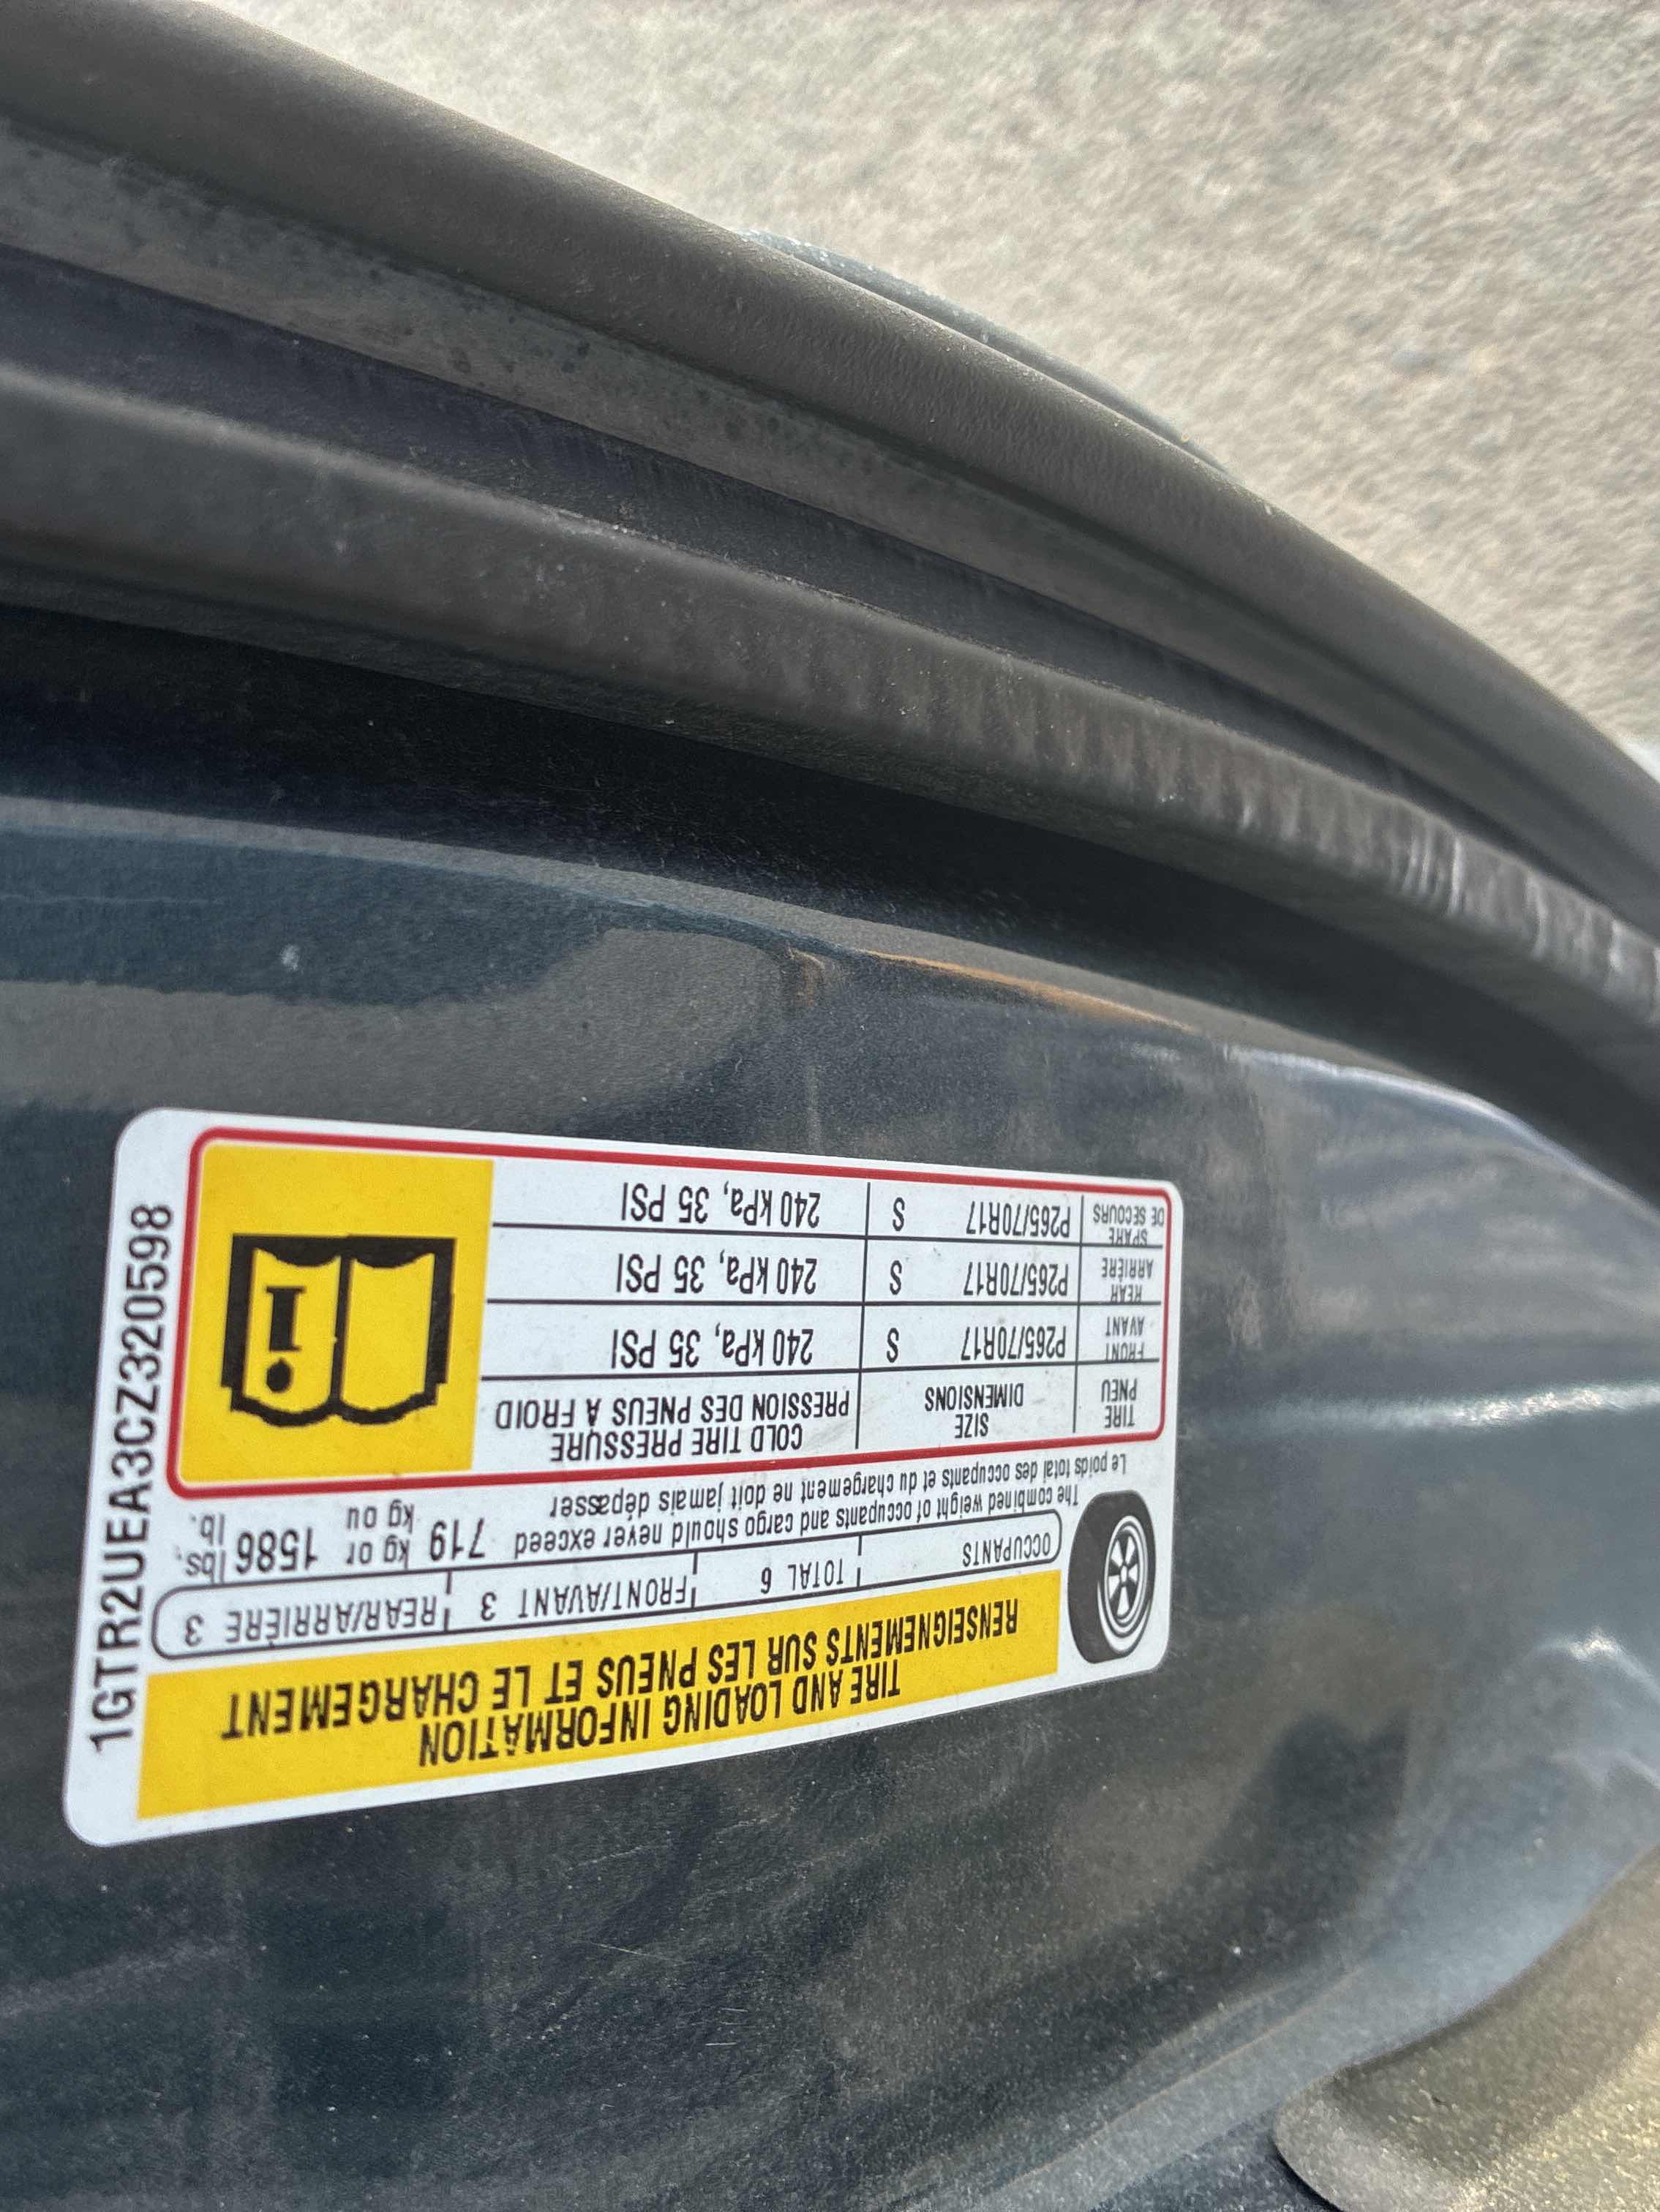 TIRE AND LOADING INFORMATION
RENSEIGNEMENTS SUR LES PNEUS ET LE CHARGEMENT
OCCUPANTS TOTAL 6 FRONT/AVANT 3 REAR/ARRIÈRE 3
The combined weight of occupants and cargo should never exceed 719 kg or 1586 lbs.
Le poids total des occupants et du chargement ne doit jamais dépasser kg ou lb.
TIRE SIZE COLD TIRE PRESSURE
PNEU DIMENSIONS PRESSION DES PNEUS A FROID
FRONT
AVANT P265/70R17 S 240 kPa, 35 PSI
REAR
ARRIÈRE P265/70R17 S 240 kPa, 35 PSI
SPARE
DE SECOURS P265/70R17 S 240 kPa, 35 PSI
i
1GTR2UEA3CZ320598